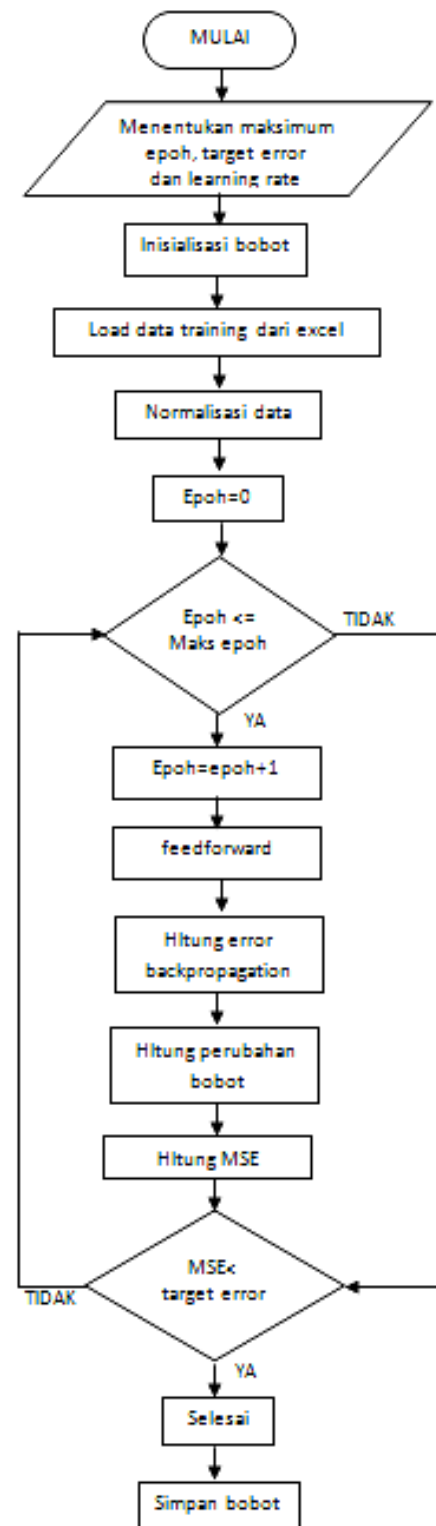 MULAI
Menentukan maksimum
epoh, target error
dan learning rate
Inisialisasi bobot
Load data training dari excel
Normalisasi data
Epoh=0
Epoh <=
Maks epoh
TIDAK
YA
Epoh=epoh+1
feedforward
HItung error
backpropagation
HItung perubahan
bobot
HItung MSE
MSE<
target error
TIDAK
YA
Selesai
Simpan bobot